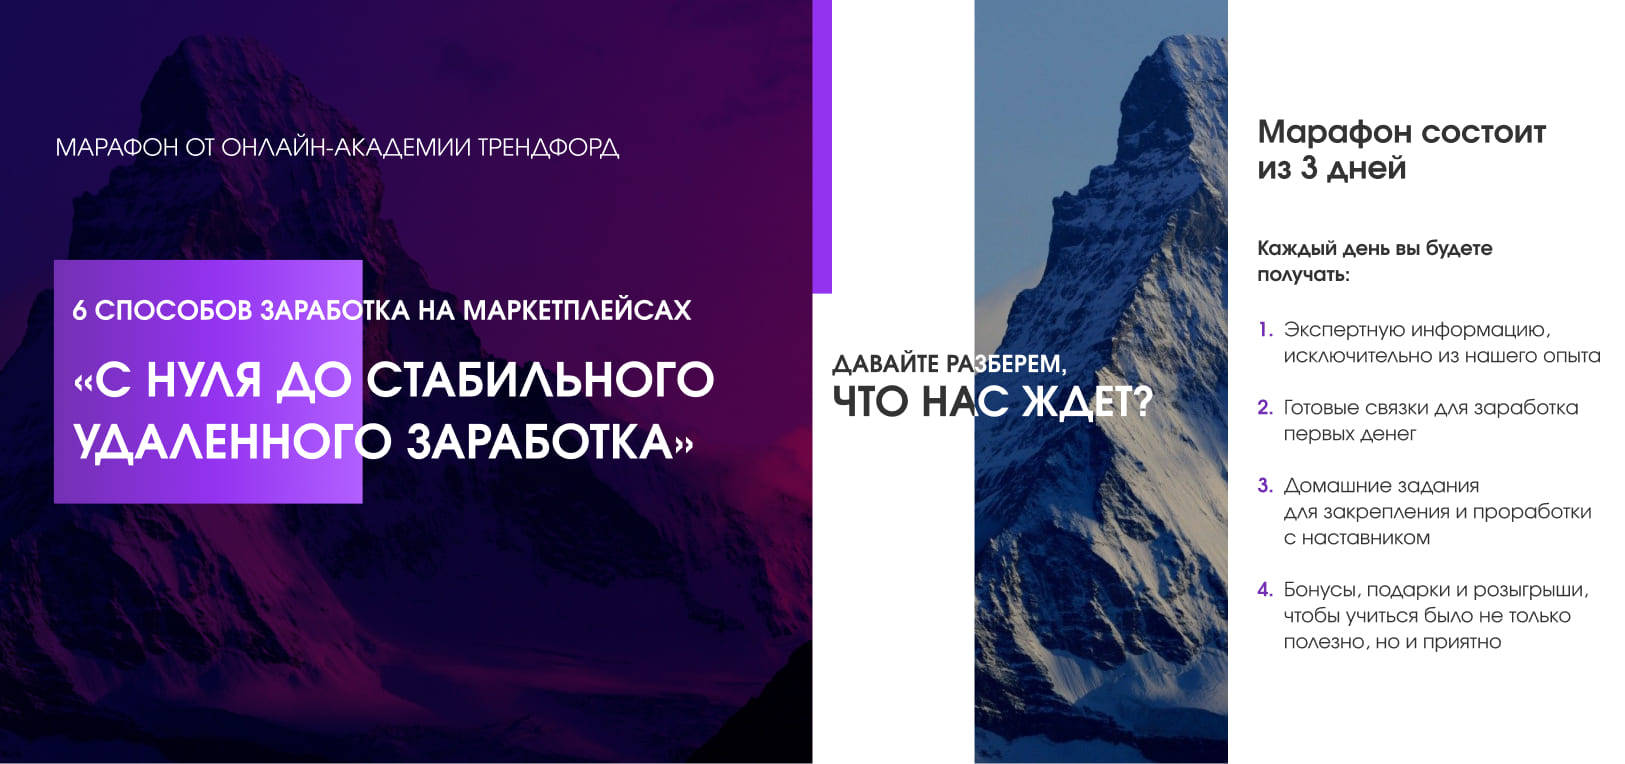 МАРАФОН ОТ ОНЛАЙН-АКАДЕМИИ ТРЕНДФОРД
6 СПОСОБОВ ЗАРАБОТКА НА МАРКЕТПЛЕЙСАХ
«С НУЛЯ ДО СТАБИЛЬНОГО
УДАЛЕННОГО ЗАРАБОТКА»
ДАВАЙТЕ РАЗБЕРЕМ,
ЧТО НАС ЖДЕТ?
Марафон состоит
из 3 дней
Каждый день вы будете
получать:
1. Экспертную информацию,
исключительно из нашего опыта
2. Готовые связки для заработка
первых денег
3. Домашние задания
для закрепления и проработки
с наставником
4. Бонусы, подарки и розыгрыши,
чтобы учиться было не только
полезно, но и приятно